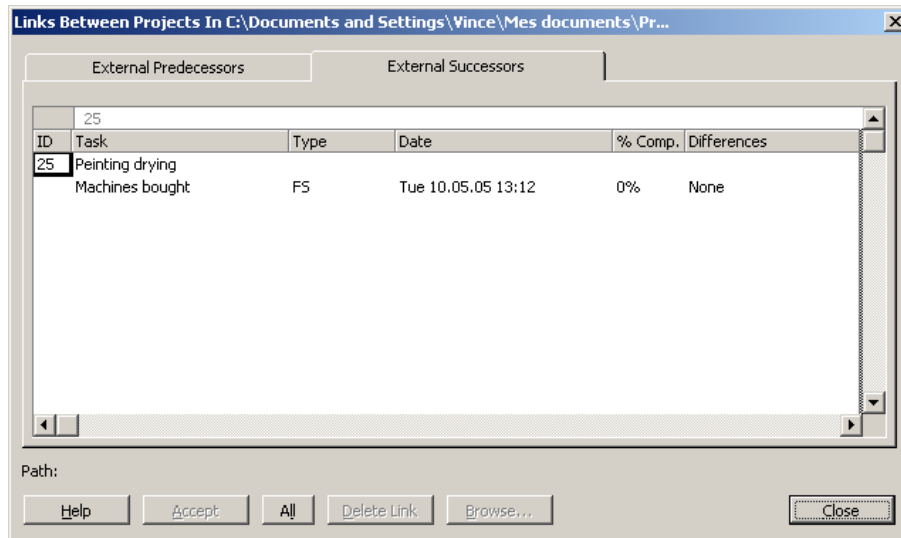 Links Between Projects In C:\Documents and Settings\Vince\Mes documents\Pr...
External Predecessors External Successors
25
ID Task Type Date % Comp. Differences
25 Peinting drying
Machines bought FS Tue 10.05.05 13:12 0% None
Path:
Help Accept All Delete Link Browse... Close